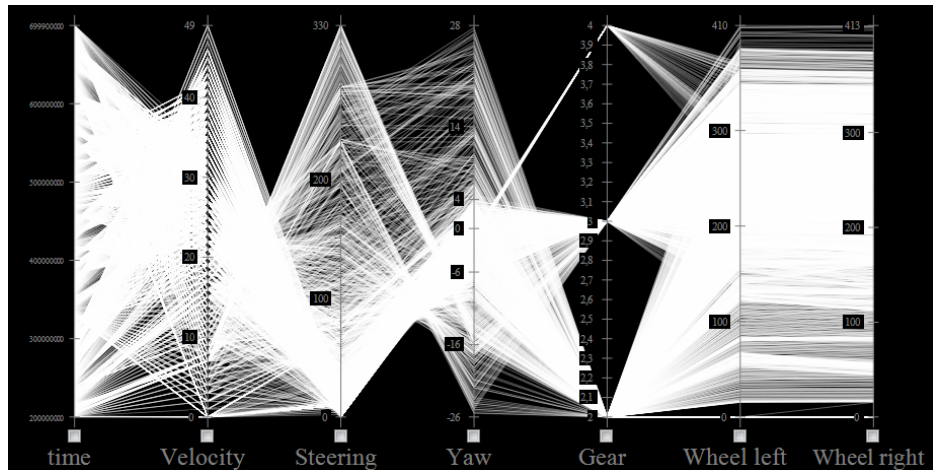 699900000 49 330 28 4 410 413
3,9
40 3,8
600000000 3,7
3,6
14 3,5 300 300
3,4
30 200 3,3
500000000 3,2
4 3,1
0 3 200 200
2,9
20 2,8
400000000 -6 2,7
100 2,6
2,5
300000000 10 -16 2,4 100 100
2,3
2,2
2,1
200000000 0 0 -26 2 0 0
time Velocity Steering Yaw Gear Wheel left Wheel right